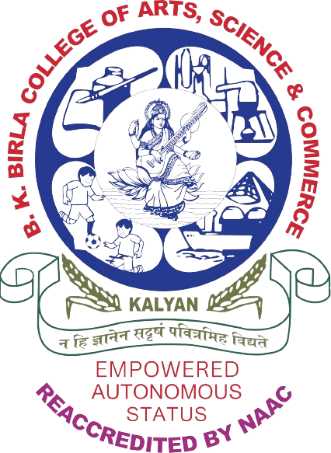 B. K. BIRLA COLLEGE OF ARTS, SCIENCE & COMMERCE
KALYAN
न हि ज्ञानेन सदृषं पवित्रमिह विद्यते
EMPOWERED
AUTONOMOUS
STATUS
REACCREDITED BY NAAC